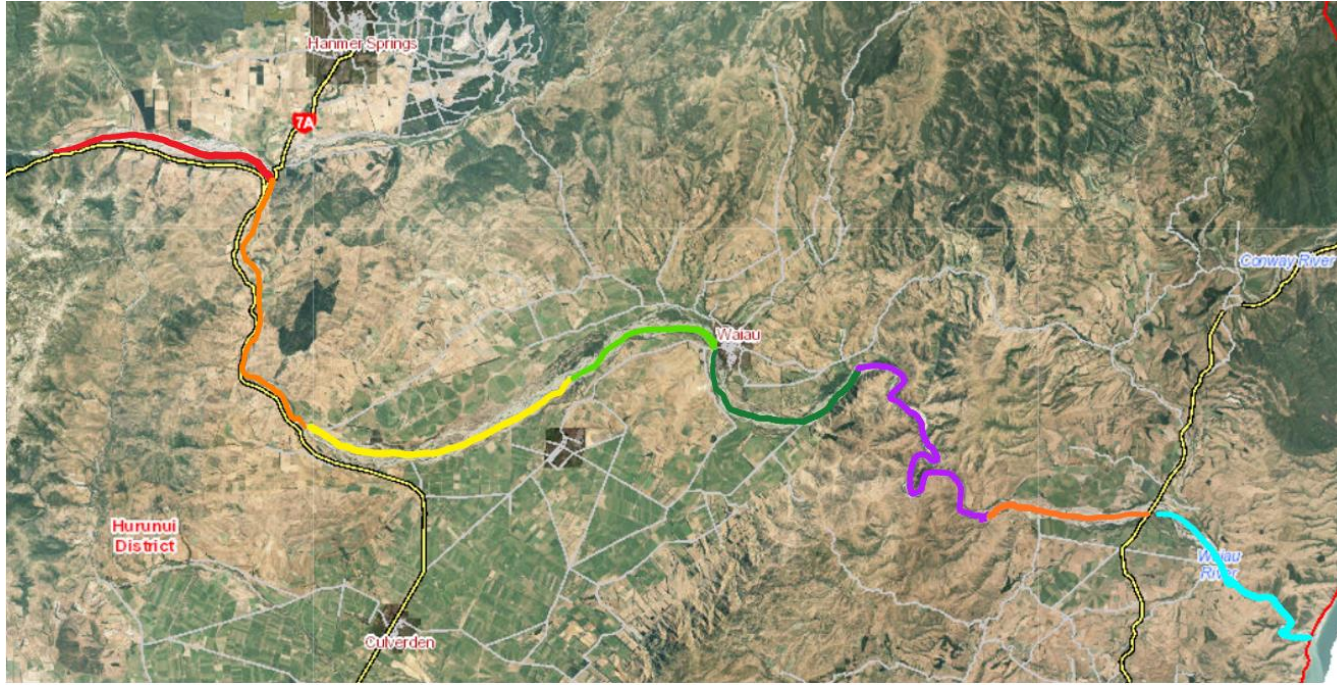 Hanmer Springs
7A
Waiau
Conway River
Hurunui
District
Waiau
River
Culverden